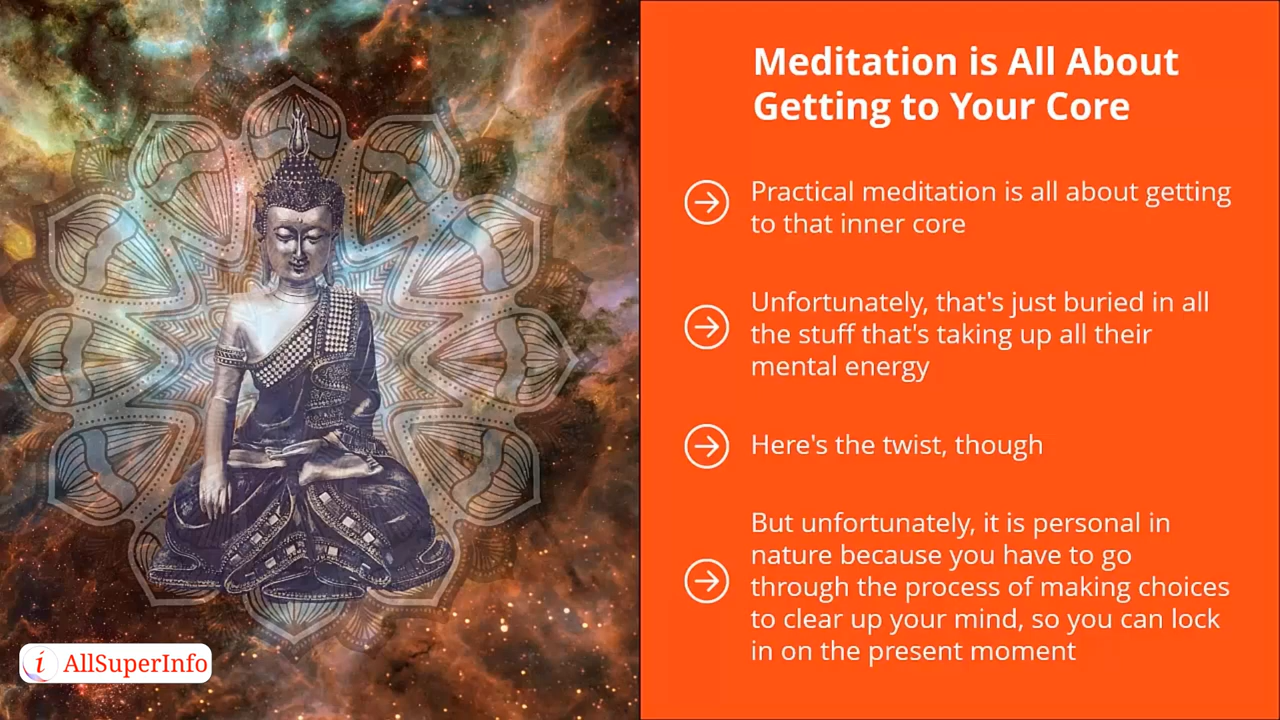 Meditation is All About
Getting to Your Core
Practical meditation is all about getting
to that inner core
Unfortunately, that's just buried in all
the stuff that's taking up all their
mental energy
Here's the twist, though
But unfortunately, it is personal in
nature because you have to go
through the process of making choices
to clear up your mind, so you can lock
in on the present moment
i AllSuperInfo